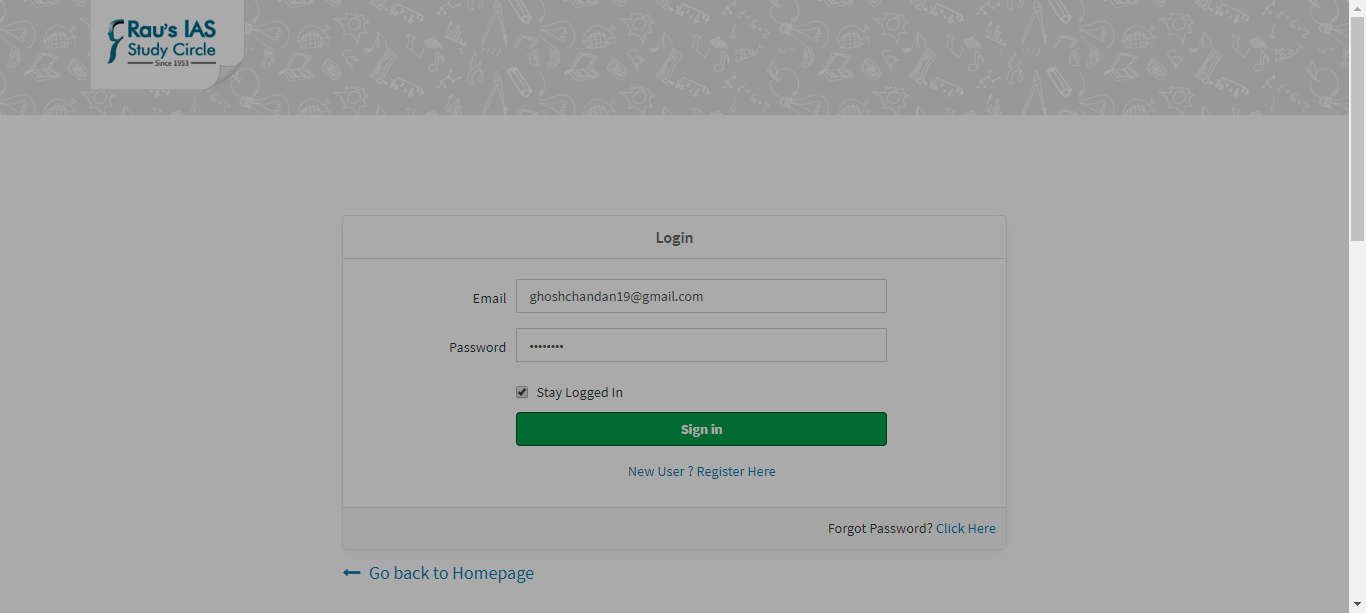 Rau's IAS
Study Circle
Since 1953
Login
Email
ghoshchandan19@gmail.com
Password
••••••••
Stay Logged In
Sign in
New User ? Register Here
Forgot Password? Click Here
Go back to Homepage